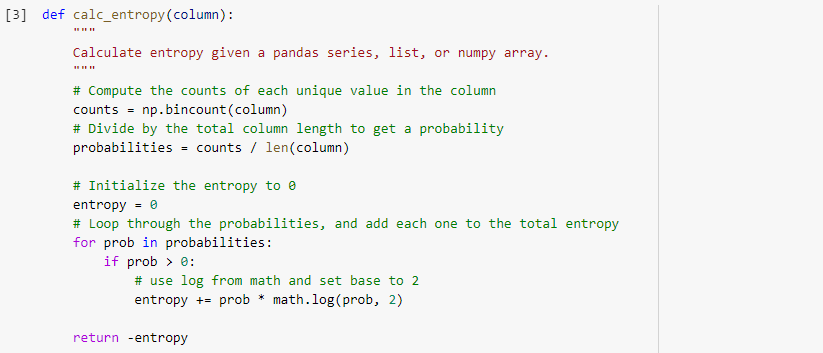 [3] def calc_entropy(column):
"""
Calculate entropy given a pandas series, list, or numpy array.
"""
# Compute the counts of each unique value in the column
counts = np.bincount(column)
# Divide by the total column length to get a probability
probabilities = counts / len(column)
# Initialize the entropy to 0
entropy = 0
# Loop through the probabilities, and add each one to the total entropy
for prob in probabilities:
if prob > 0:
# use log from math and set base to 2
entropy += prob * math.log(prob, 2)
return -entropy